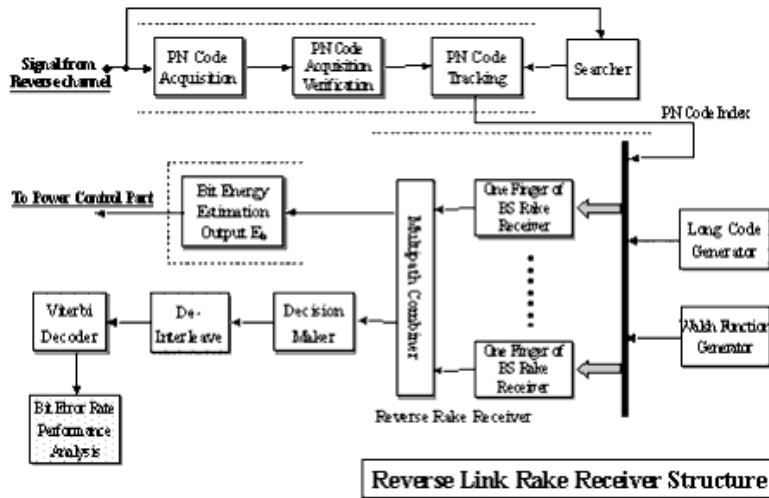 Signal from
Reverse channel
PN Code
Acquisition
PN Code
Acquisition
Verification
PN Code
Tracking
Searcher
PN Code Index
To Power Control Part
Bit Energy
Estimation
Output Eb
Multipath Combiner
One Finger of
BS Rake
Receiver
Long Code
Generator
Viterbi
Decoder
De-
Interleave
Decision
Maker
One Finger of
BS Rake
Receiver
Walsh Function
Generator
Bit Error Rate
Performance
Analysis
Reverse Rake Receiver
Reverse Link Rake Receiver Structure